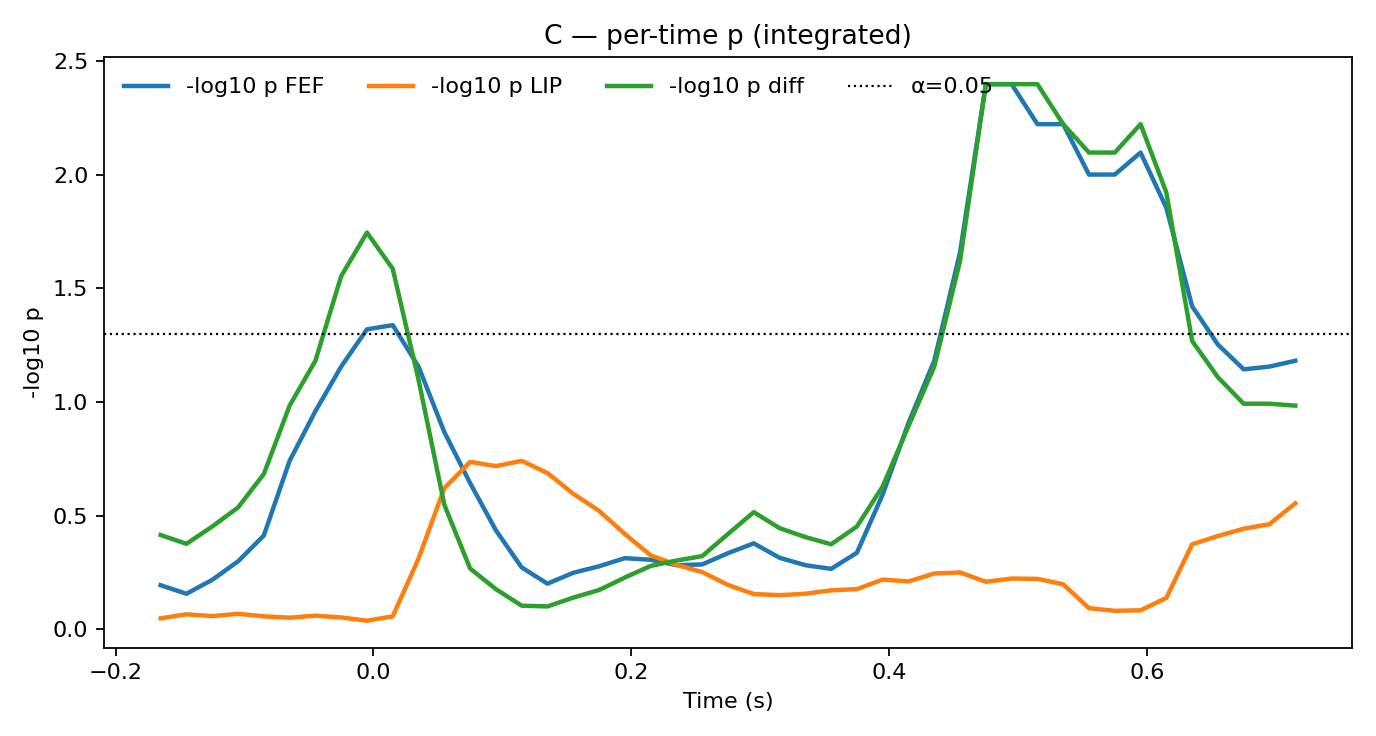 C — per-time p (integrated)
2.5
-log10 p FEF
-log10 p LIP
-log10 p diff
α=0.05
2.0
1.5
-log10 p
1.0
0.5
0.0
−0.2
0.0
0.2
0.4
0.6
Time (s)